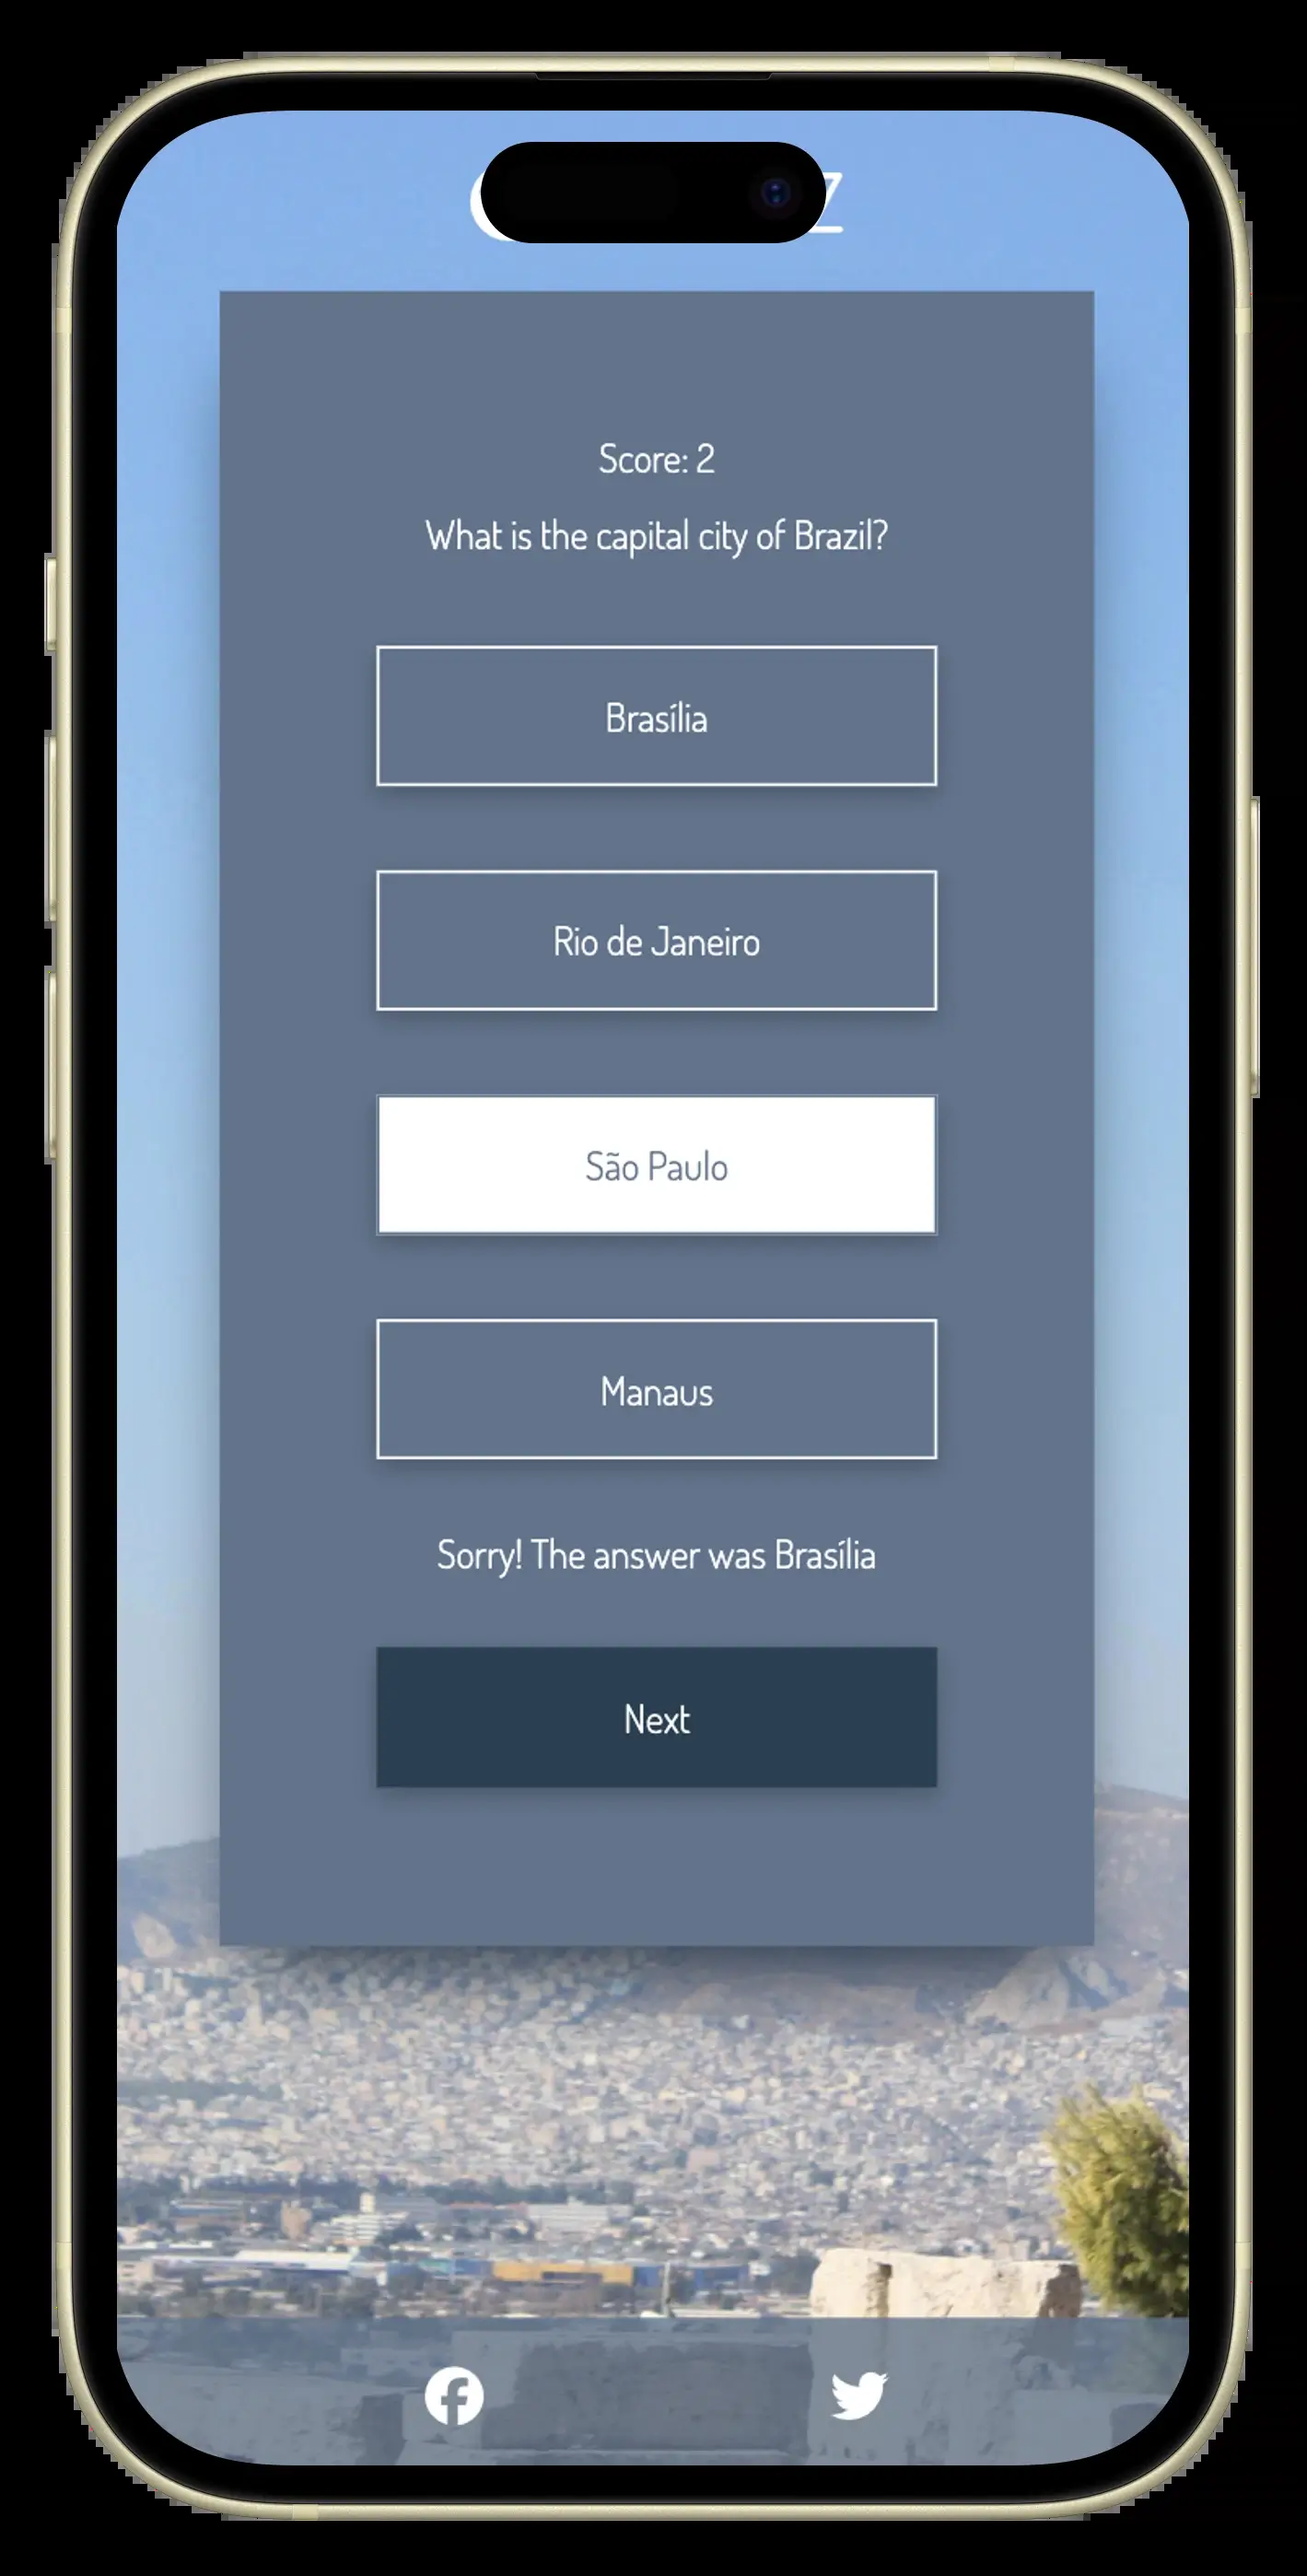 Score: 2
What is the capital city of Brazil?
Brasília
Rio de Janeiro
São Paulo
Manaus
Sorry! The answer was Brasília
Next